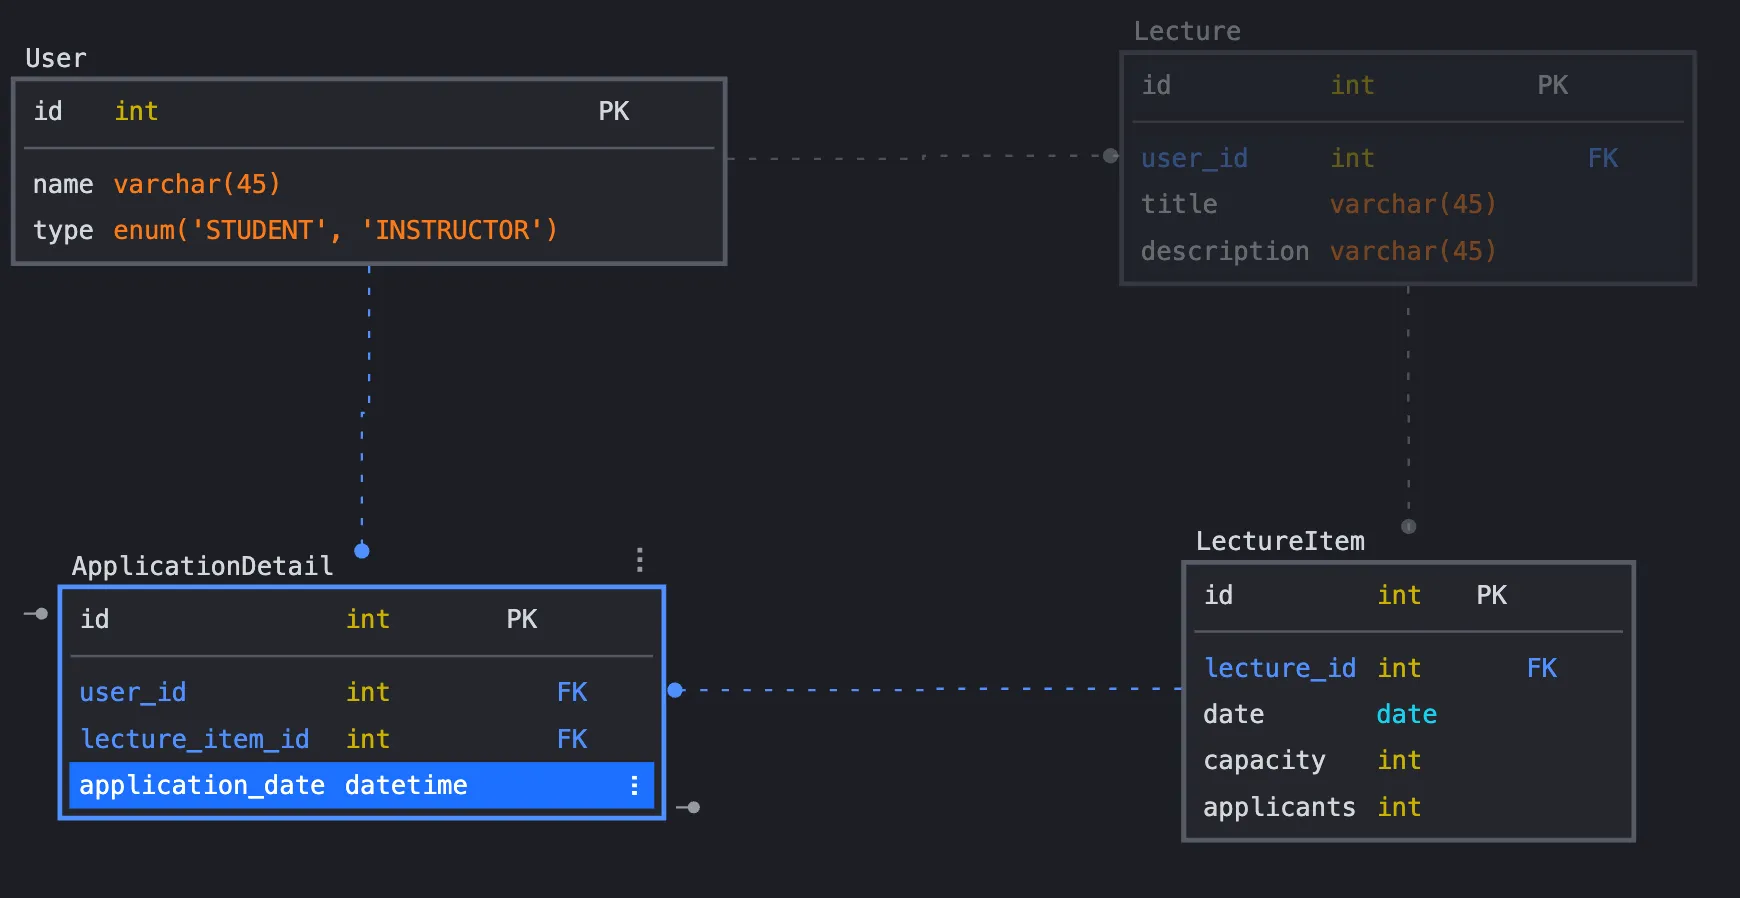 User
id int PK
name varchar(45)
type enum('STUDENT', 'INSTRUCTOR')
Lecture
id int PK
user_id int FK
title varchar(45)
description varchar(45)
ApplicationDetail
id int PK
user_id int FK
lecture_item_id int FK
application_date datetime
LectureItem
id int PK
lecture_id int FK
date date
capacity int
applicants int